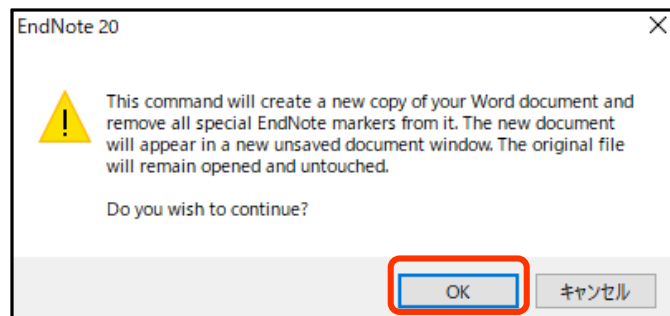 EndNote 20
This command will create a new copy of your Word document and
remove all special EndNote markers from it. The new document
will appear in a new unsaved document window. The original file
will remain opened and untouched.
Do you wish to continue?
OK
キャンセル